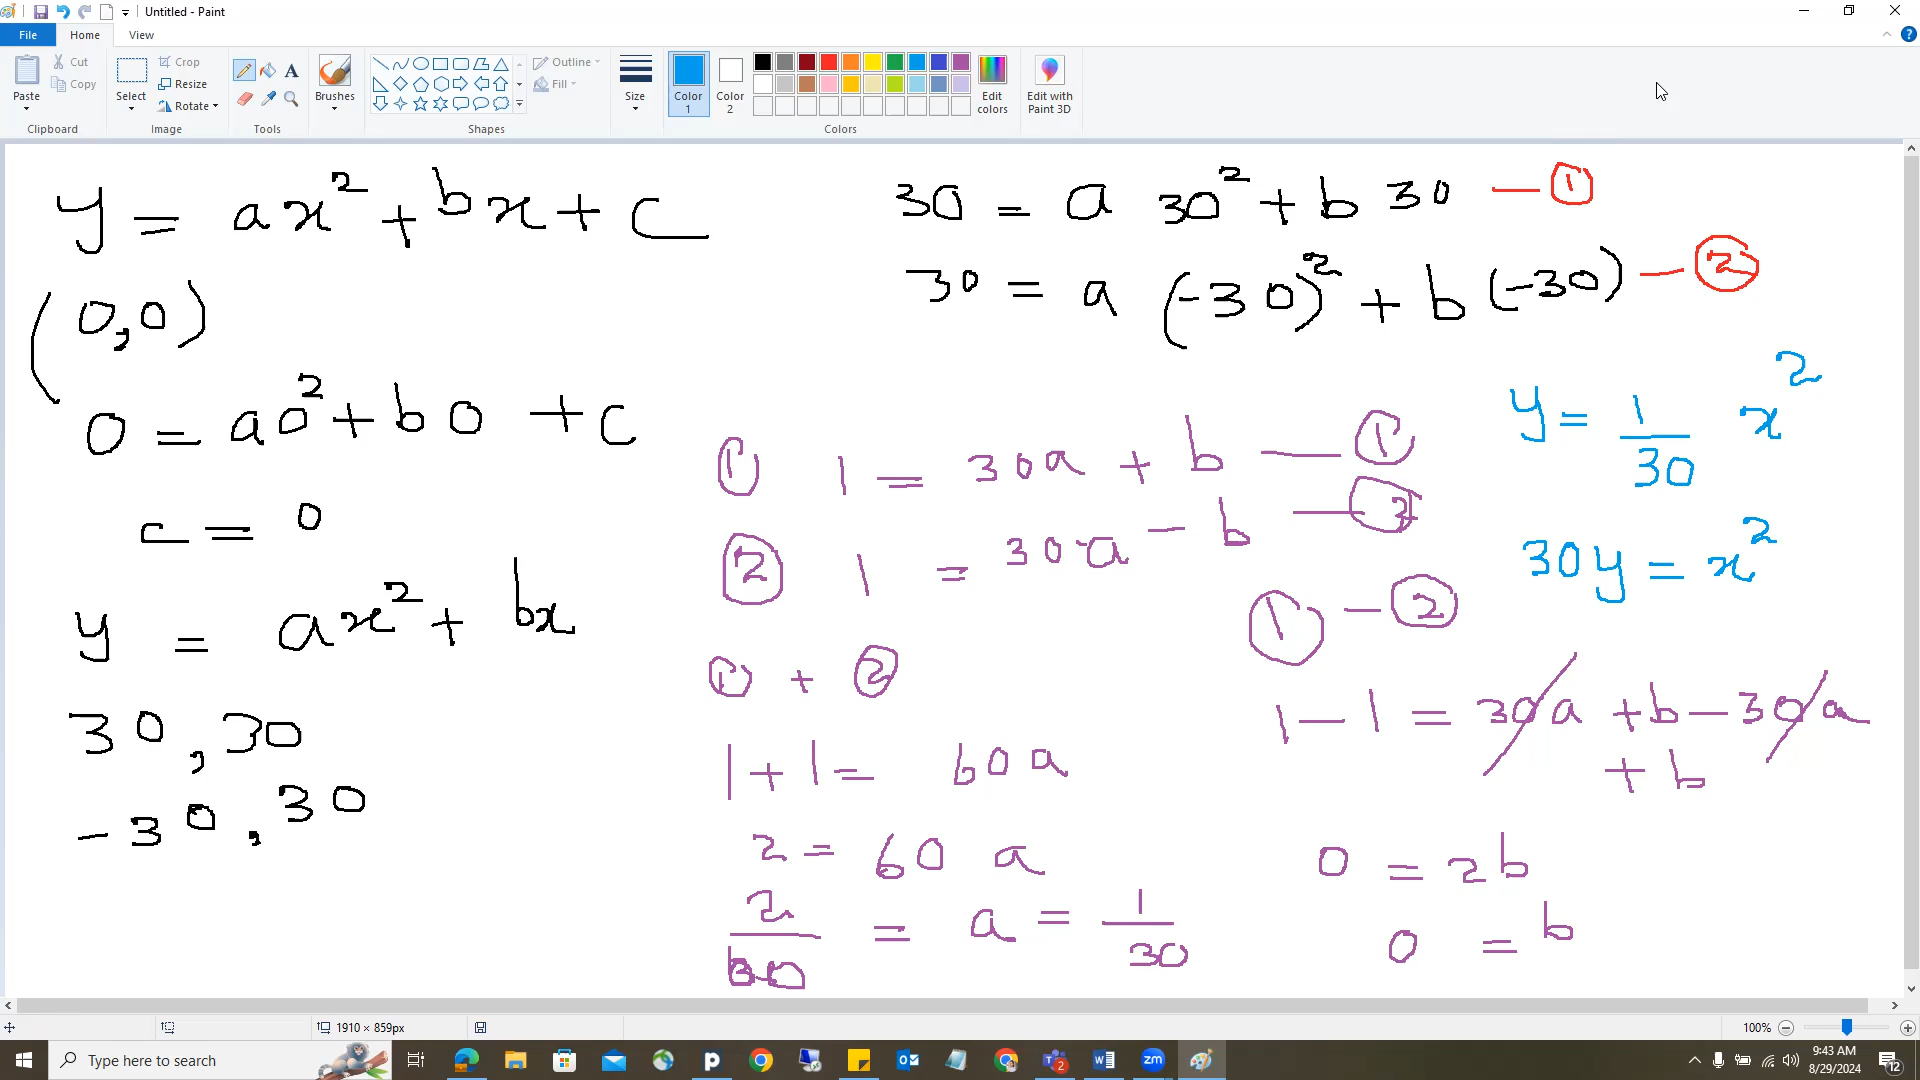 Untitled - Paint
File Home View
Paste Cut Copy Clipboard
Select Crop Resize Rotate Image
Tools
Brushes
Shapes Outline Fill
Size
Color 1 Color 2 Edit colors Colors
Edit with Paint 3D
y = ax² + bx + c
(0,0)
0 = a0² + b0 + c
c = 0
y = ax² + bx
30,30
-30,30
30 = a 30² + b 30 — ①
30 = a (-30)² + b (-30) — ②
① 1 = 30a + b — ①
② 1 = 30a - b — 2
① + ②
1 + 1 = 60a
2 = 60 a
2/60 = a = 1/30
y = 1/30 x²
30y = x²
① - ②
1 - 1 = 30a + b - 30a
+ b
0 = 2b
0 = b
1910 × 859px
100%
Type here to search
9:43 AM
8/29/2024
12